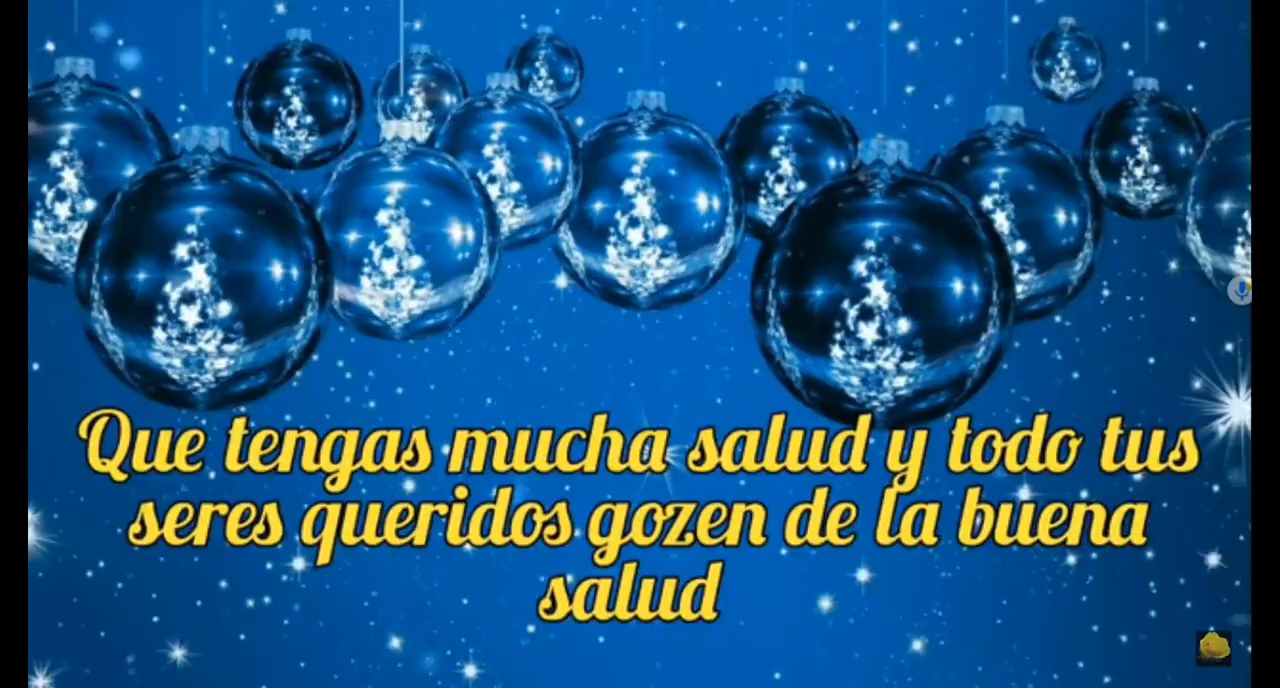 Que tengas mucha salud y todo tus
seres queridos gozen de la buena
salud